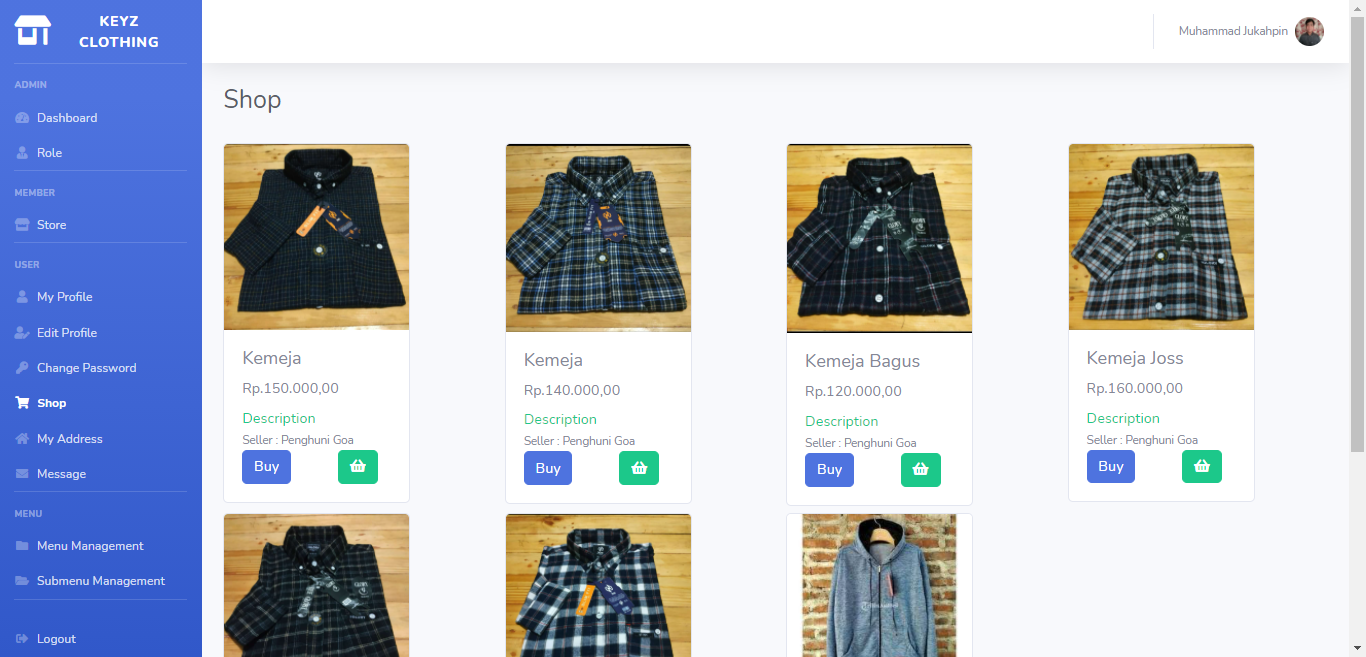 KEYZ
CLOTHING
Muhammad Jukahpin
ADMIN
Dashboard
Role
MEMBER
Store
USER
My Profile
Edit Profile
Change Password
Shop
My Address
Message
MENU
Menu Management
Submenu Management
Logout
Shop
Kemeja
Rp.150.000,00
Description
Seller : Penghuni Goa
Buy
Kemeja
Rp.140.000,00
Description
Seller : Penghuni Goa
Buy
Kemeja Bagus
Rp.120.000,00
Description
Seller : Penghuni Goa
Buy
Kemeja Joss
Rp.160.000,00
Description
Seller : Penghuni Goa
Buy